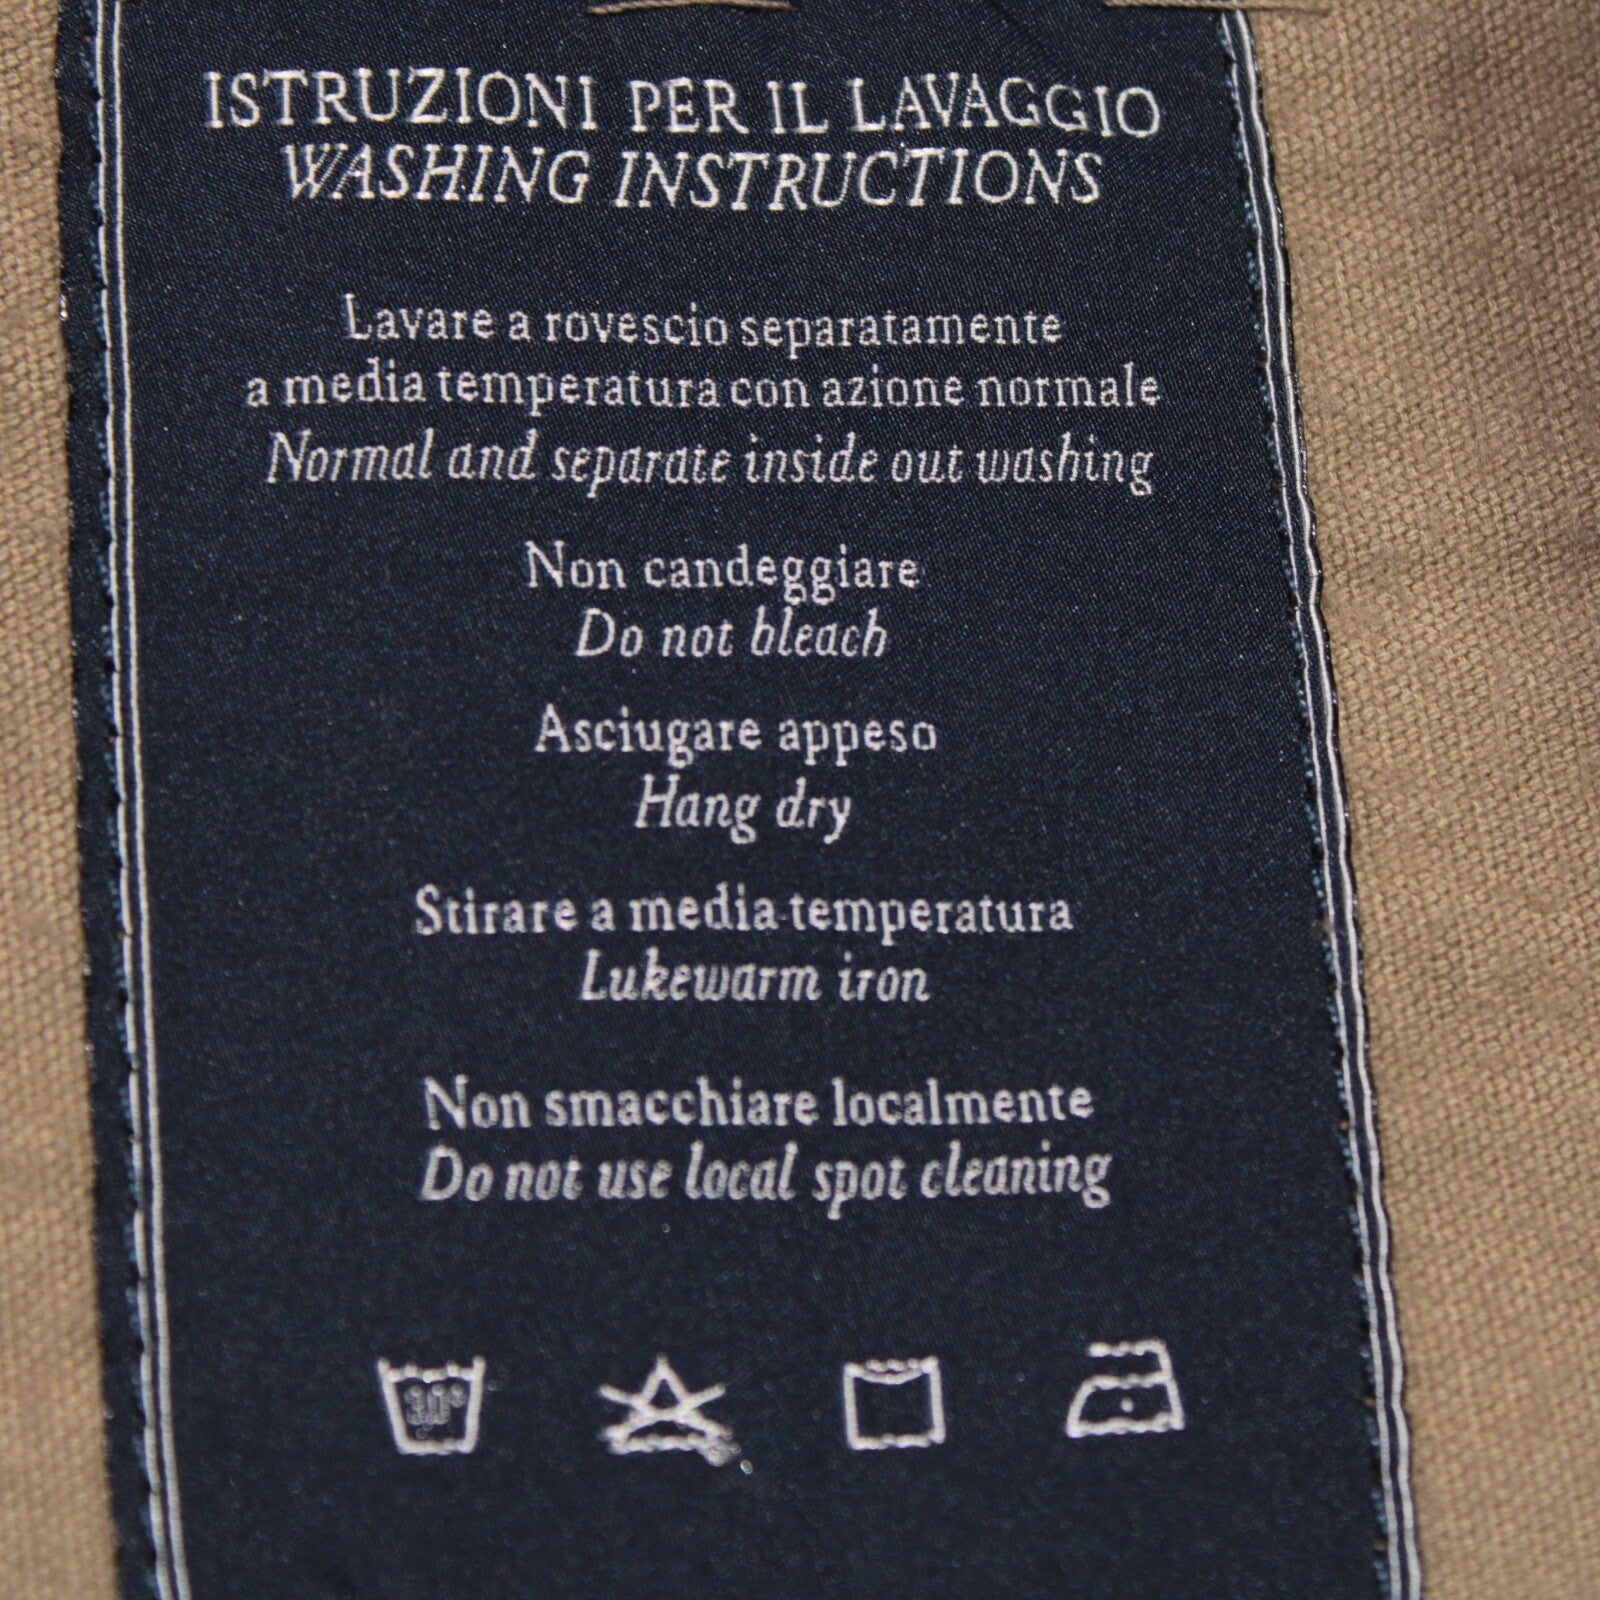 ISTRUZIONI PER IL LAVAGGIO
WASHING INSTRUCTIONS
Lavare a rovescio separatamente
a media temperatura con azione normale
Normal and separate inside out washing
Non candeggiare
Do not bleach
Asciugare appeso
Hang dry
Stirare a media temperatura
Lukewarm iron
Non smacchiare localmente
Do not use local spot cleaning
30°